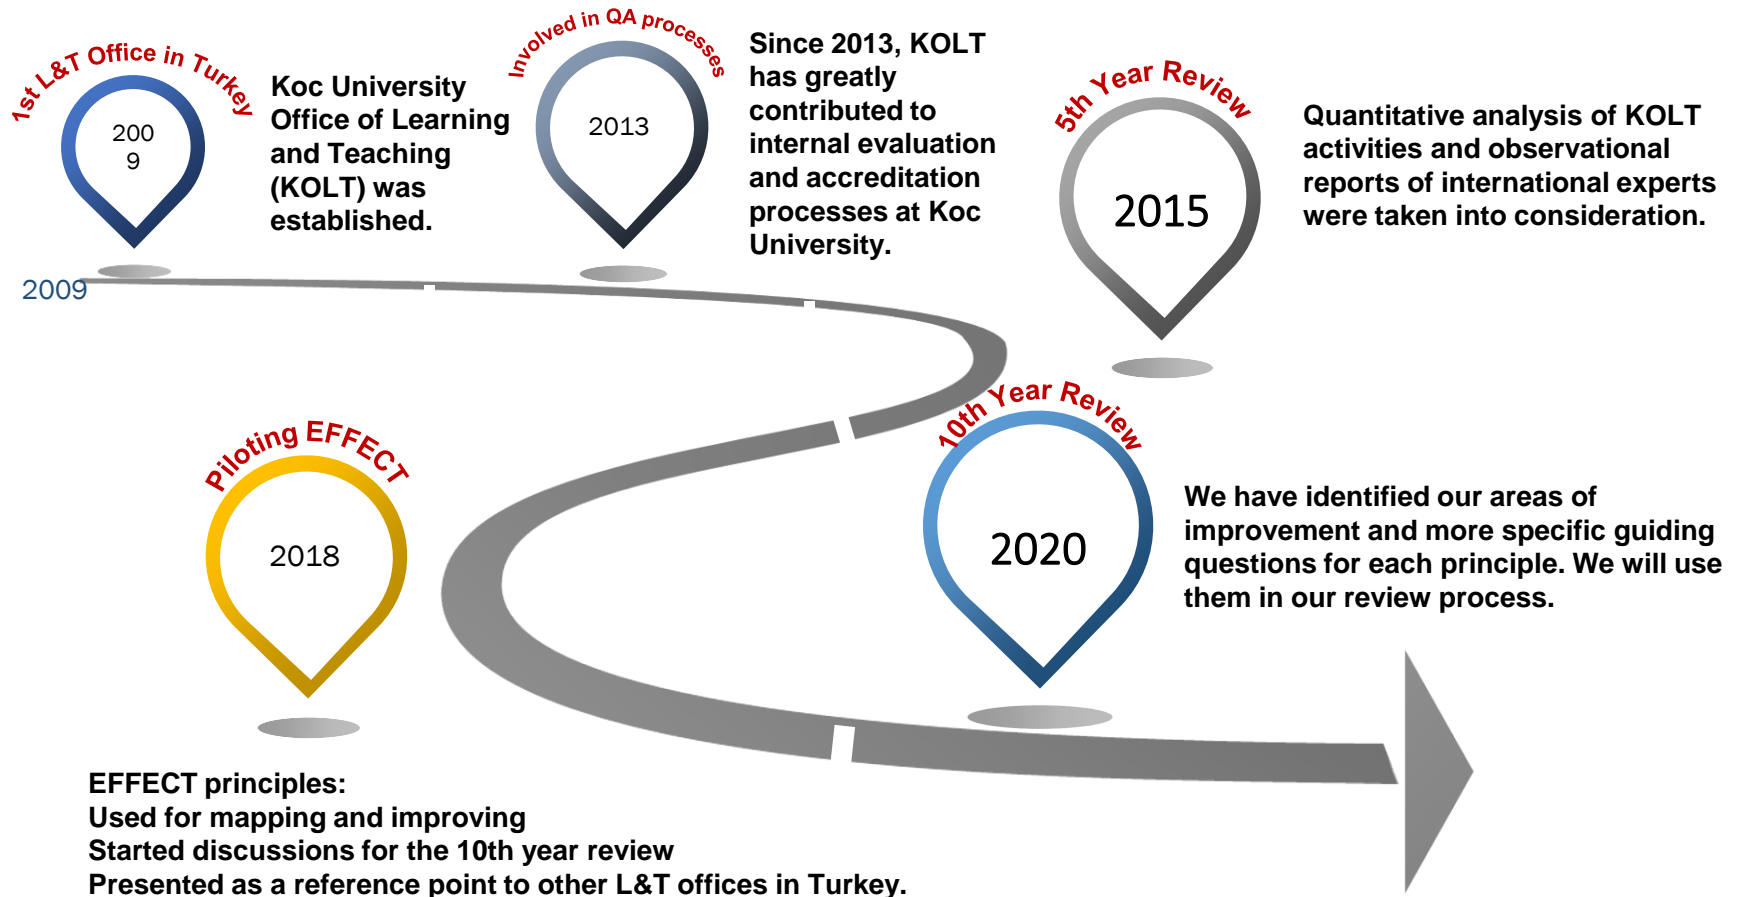 1st L&T Office in Turkey
200
9
Koc University
Office of Learning
and Teaching
(KOLT) was
established.
Involved in QA processes
2013
Since 2013, KOLT
has greatly
contributed to
internal evaluation
and accreditation
processes at Koc
University.
5th Year Review
2015
Quantitative analysis of KOLT
activities and observational
reports of international experts
were taken into consideration.
2009
Piloting EFFECT
2018
10th Year Review
2020
We have identified our areas of
improvement and more specific guiding
questions for each principle. We will use
them in our review process.
EFFECT principles:
Used for mapping and improving
Started discussions for the 10th year review
Presented as a reference point to other L&T offices in Turkey.